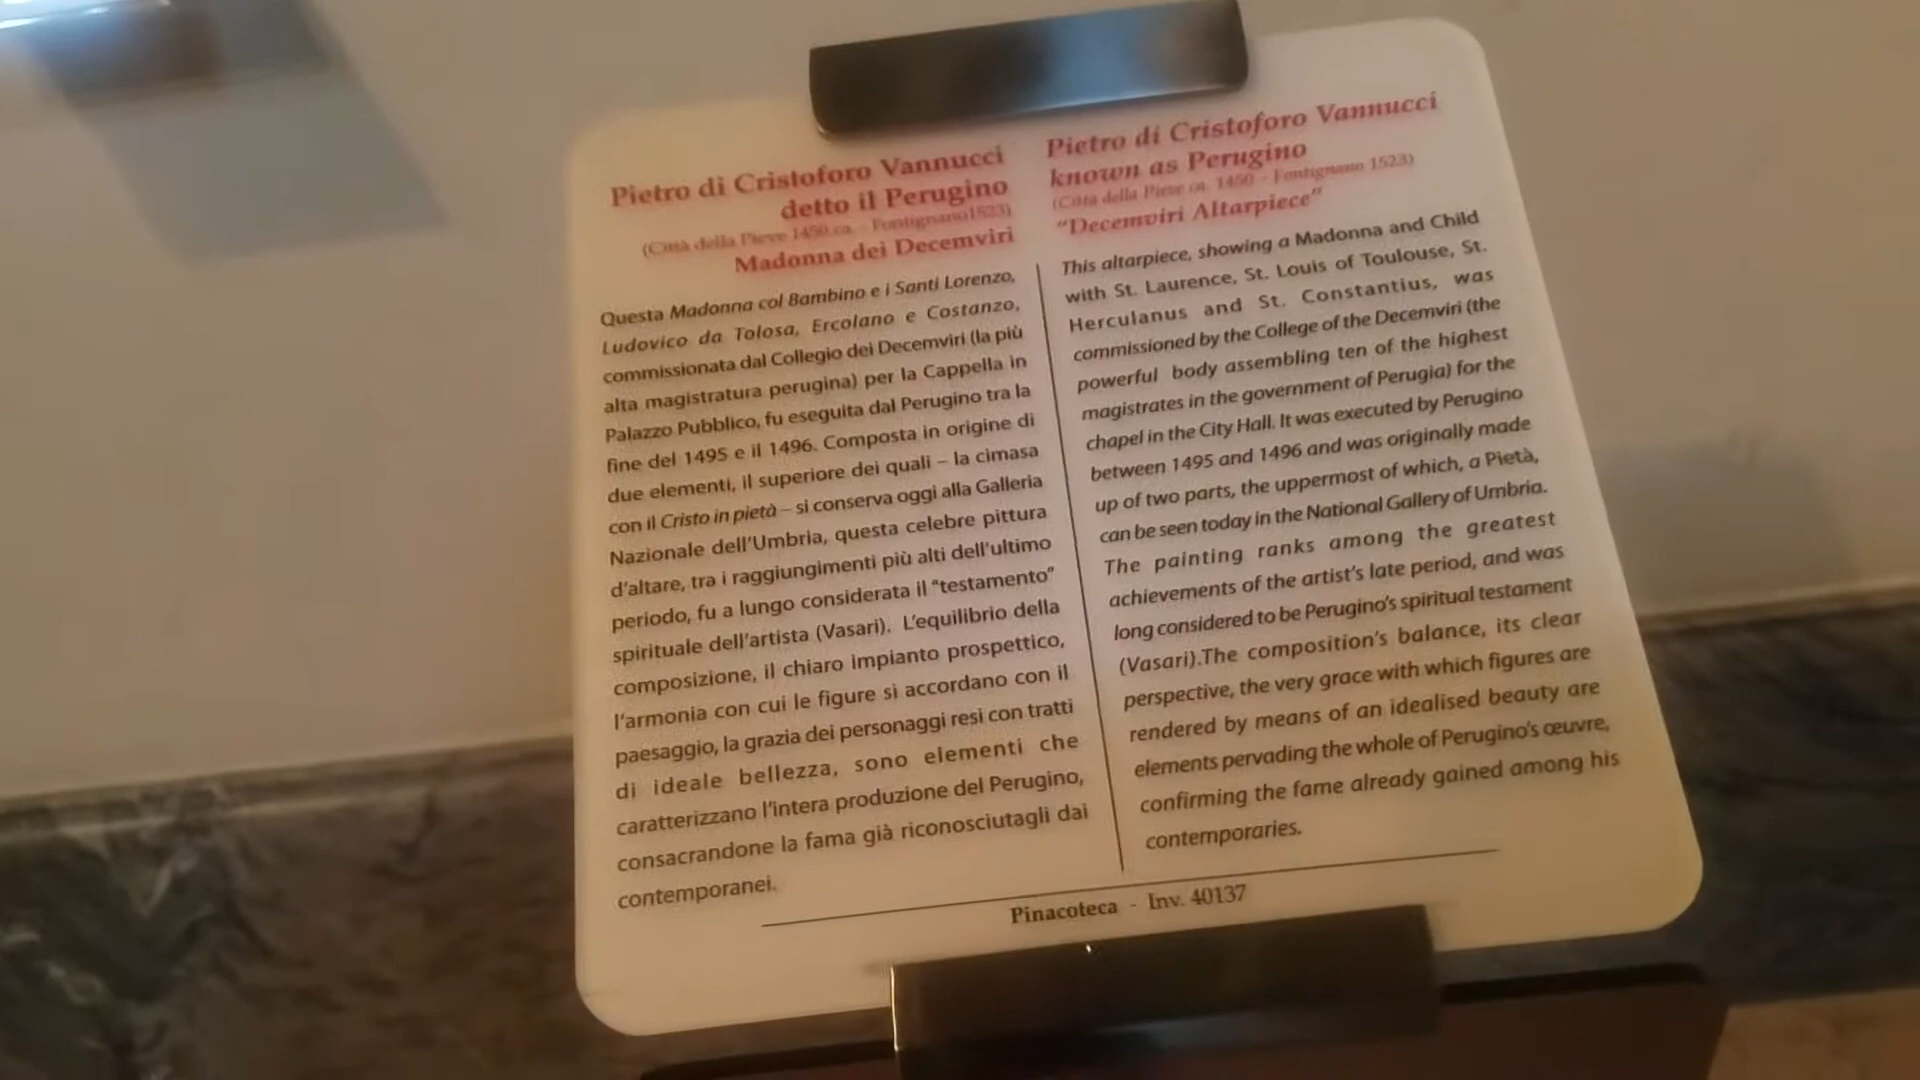 Pietro di Cristoforo Vannucci
detto il Perugino
(Città della Pieve 1450 ca. - Fontignano1523)
Madonna dei Decemviri
Questa Madonna col Bambino e i Santi Lorenzo,
Ludovico da Tolosa, Ercolano e Costanzo,
commissionata dal Collegio dei Decemviri (la più
alta magistratura perugina) per la Cappella in
Palazzo Pubblico, fu eseguita dal Perugino tra la
fine del 1495 e il 1496. Composta in origine di
due elementi, il superiore dei quali – la cimasa
con il Cristo in pietà – si conserva oggi alla Galleria
Nazionale dell'Umbria, questa celebre pittura
d'altare, tra i raggiungimenti più alti dell'ultimo
periodo, fu a lungo considerata il "testamento"
spirituale dell'artista (Vasari). L'equilibrio della
composizione, il chiaro impianto prospettico,
l'armonia con cui le figure si accordano con il
paesaggio, la grazia dei personaggi resi con tratti
di ideale bellezza, sono elementi che
caratterizzano l'intera produzione del Perugino,
consacrandone la fama già riconosciutagli dai
contemporanei.
Pietro di Cristoforo Vannucci
known as Perugino
(Città della Pieve ca. 1450 - Fontignano 1523)
"Decemviri Altarpiece"
This altarpiece, showing a Madonna and Child
with St. Laurence, St. Louis of Toulouse, St.
Herculanus and St. Constantius, was
commissioned by the College of the Decemviri (the
powerful body assembling ten of the highest
magistrates in the government of Perugia) for the
chapel in the City Hall. It was executed by Perugino
between 1495 and 1496 and was originally made
up of two parts, the uppermost of which, a Pietà,
can be seen today in the National Gallery of Umbria.
The painting ranks among the greatest
achievements of the artist's late period, and was
long considered to be Perugino's spiritual testament
(Vasari).The composition's balance, its clear
perspective, the very grace with which figures are
rendered by means of an idealised beauty are
elements pervading the whole of Perugino's œuvre,
confirming the fame already gained among his
contemporaries.
Pinacoteca - Inv. 40137